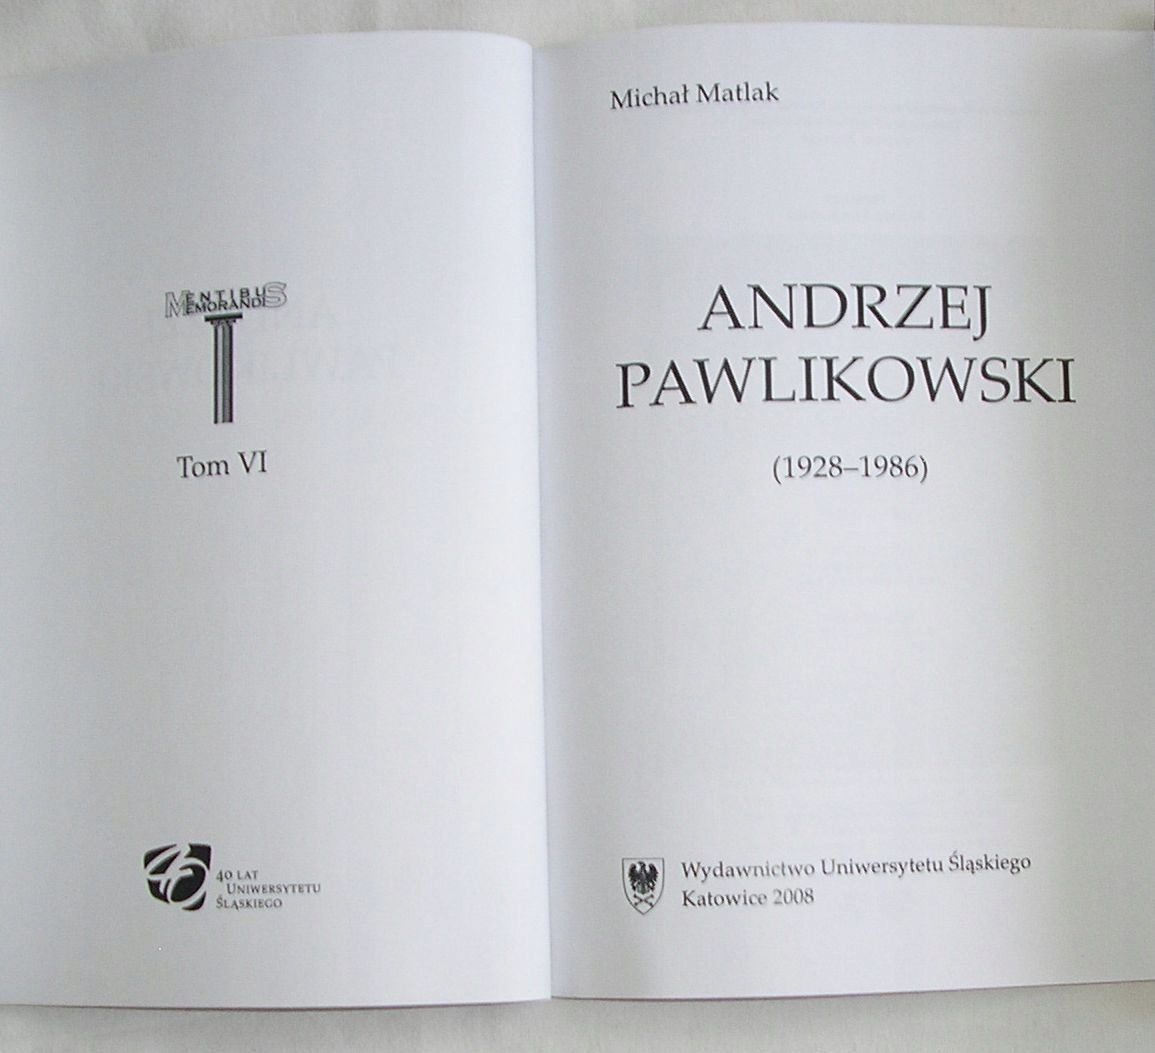 MENTIBUS
MEMORANDIS
Tom VI
40 LAT
UNIWERSYTETU
ŚLĄSKIEGO
Michał Matlak
ANDRZEJ
PAWLIKOWSKI
(1928–1986)
Wydawnictwo Uniwersytetu Śląskiego
Katowice 2008